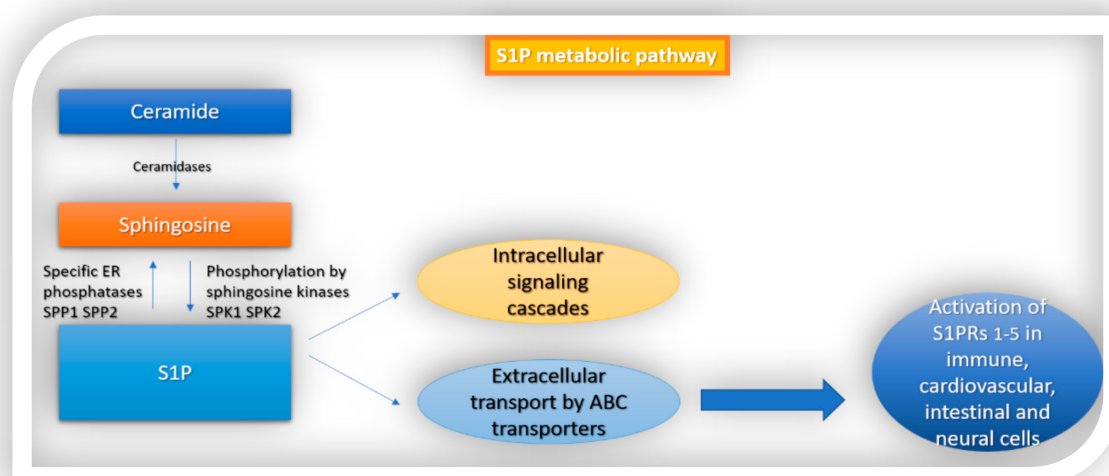 S1P metabolic pathway
Ceramide
Ceramidases
Sphingosine
Specific ER
phosphatases
SPP1 SPP2
Phosphorylation by
sphingosine kinases
SPK1 SPK2
S1P
Intracellular
signaling
cascades
Extracellular
transport by ABC
transporters
Activation of
S1PRs 1-5 in
immune,
cardiovascular,
intestinal and
neural cells